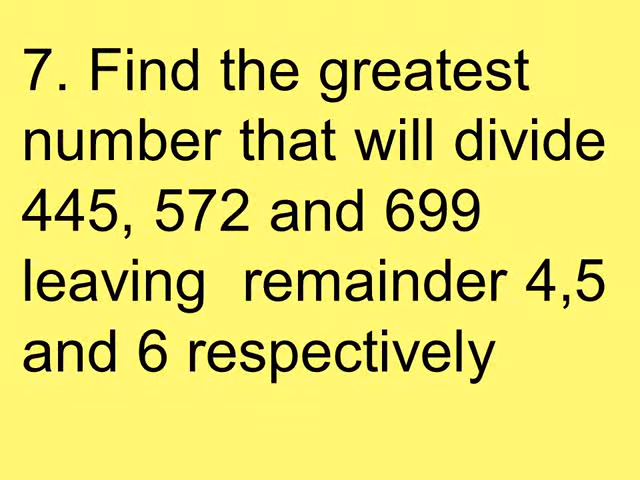 7. Find the greatest
number that will divide
445, 572 and 699
leaving  remainder 4,5
and 6 respectively